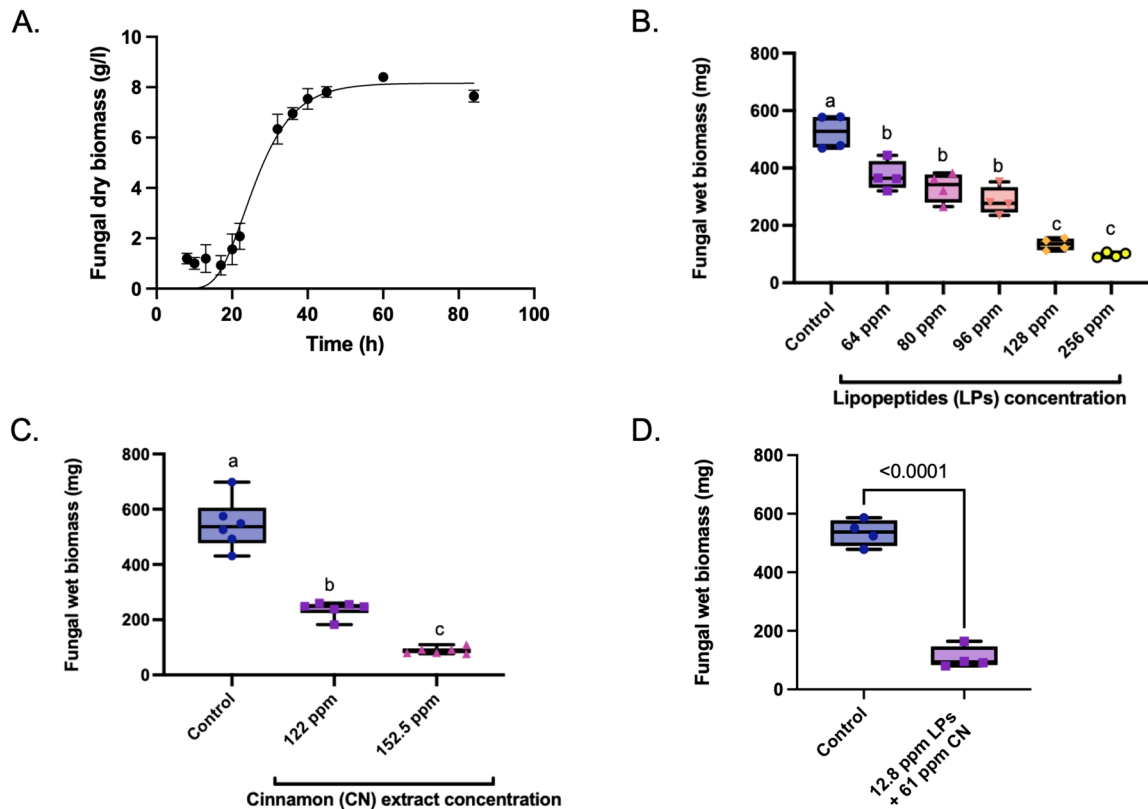 A.
Fungal dry biomass (g/l)
10
8
6
4
2
0
0 20 40 60 80 100
Time (h)
B.
Fungal wet biomass (mg)
800
600
400
200
0
a
b
b
b
c
c
Control
64 ppm
80 ppm
96 ppm
128 ppm
256 ppm
Lipopeptides (LPs) concentration
C.
Fungal wet biomass (mg)
800
600
400
200
0
a
b
c
Control
122 ppm
152.5 ppm
Cinnamon (CN) extract concentration
D.
Fungal wet biomass (mg)
800
600
400
200
0
<0.0001
Control
12.8 ppm LPs
+ 61 ppm CN